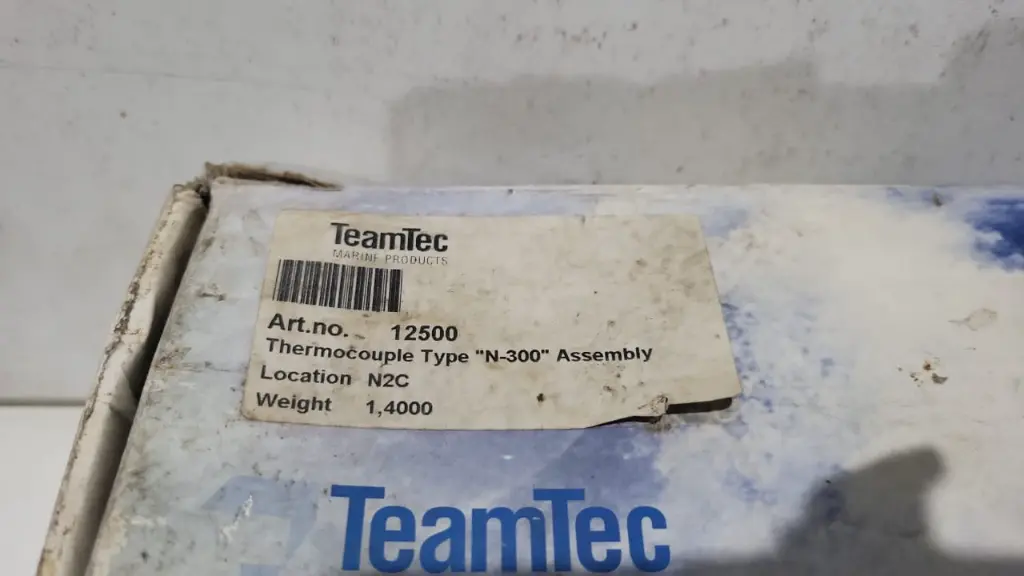 TeamTec
MARINE PRODUCTS
Art.no. 12500
Thermocouple Type "N-300" Assembly
Location N2C
Weight 1,4000
TeamTec